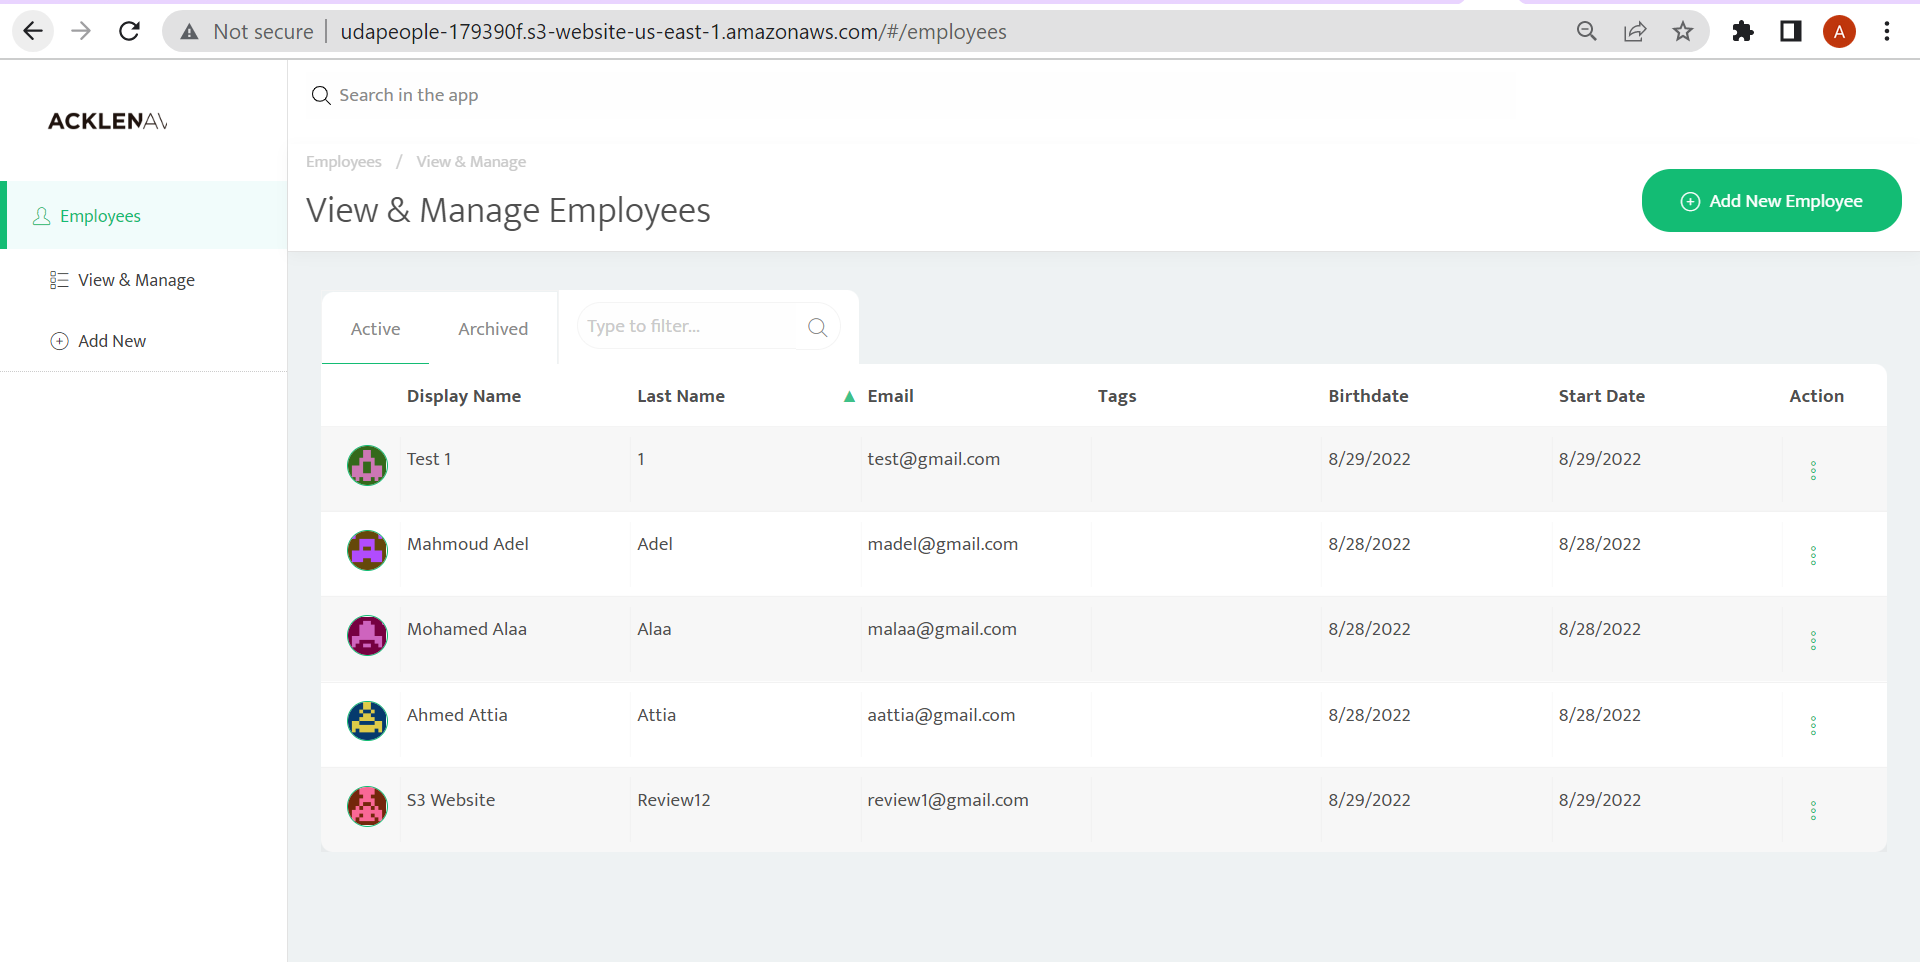 Not secure | udapeople-179390f.s3-website-us-east-1.amazonaws.com/#/employees A
ACKLENAV
Search in the app
Employees / View & Manage
View & Manage Employees
Add New Employee
Employees
View & Manage
Add New
Active Archived Type to filter...
Display Name Last Name ▲ Email Tags Birthdate Start Date Action
Test 1 1 test@gmail.com 8/29/2022 8/29/2022
Mahmoud Adel Adel madel@gmail.com 8/28/2022 8/28/2022
Mohamed Alaa Alaa malaa@gmail.com 8/28/2022 8/28/2022
Ahmed Attia Attia aattia@gmail.com 8/28/2022 8/28/2022
S3 Website Review12 review1@gmail.com 8/29/2022 8/29/2022